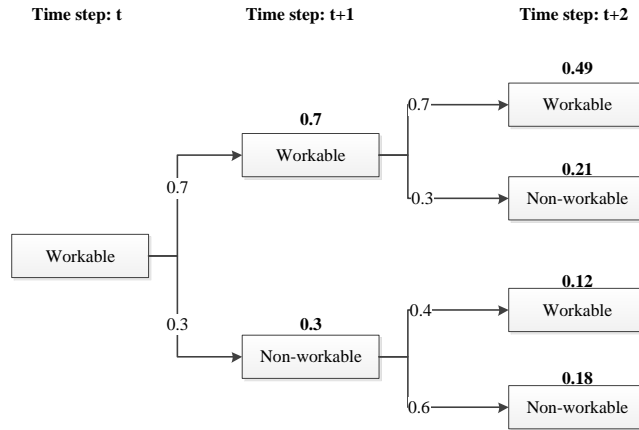 Time step: t
Time step: t+1
Time step: t+2
0.49
0.7
0.7
Workable
Workable
0.7
0.21
0.3
Non-workable
Workable
0.12
0.3
0.3
0.4
Workable
Non-workable
0.18
0.6
Non-workable